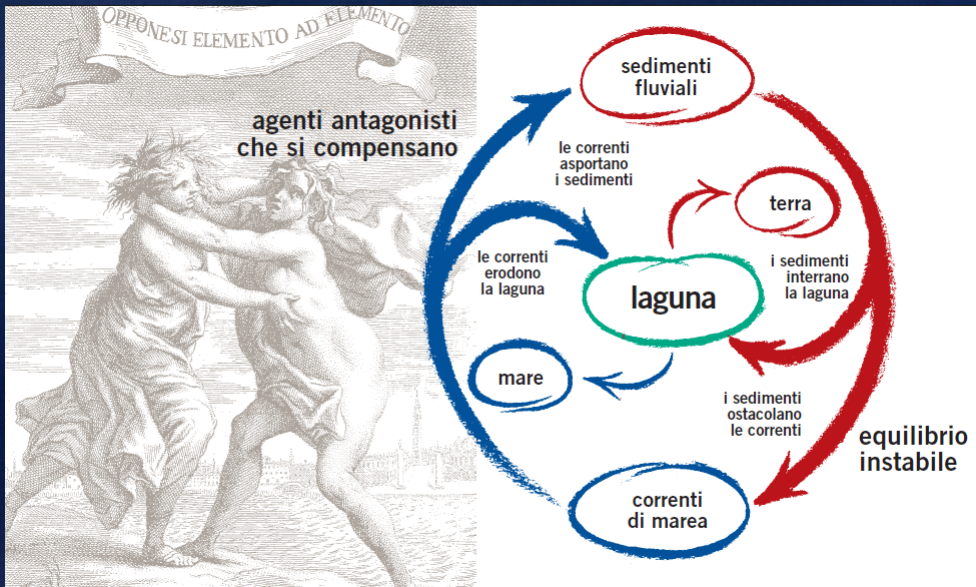 OPPONESI ELEMENTO AD ELEMENTO
agenti antagonisti
che si compensano
sedimenti
fluviali
le correnti
asportano
i sedimenti
terra
le correnti
erodono
la laguna
i sedimenti
interrano
la laguna
laguna
mare
i sedimenti
ostacolano
le correnti
equilibrio
instabile
correnti
di marea